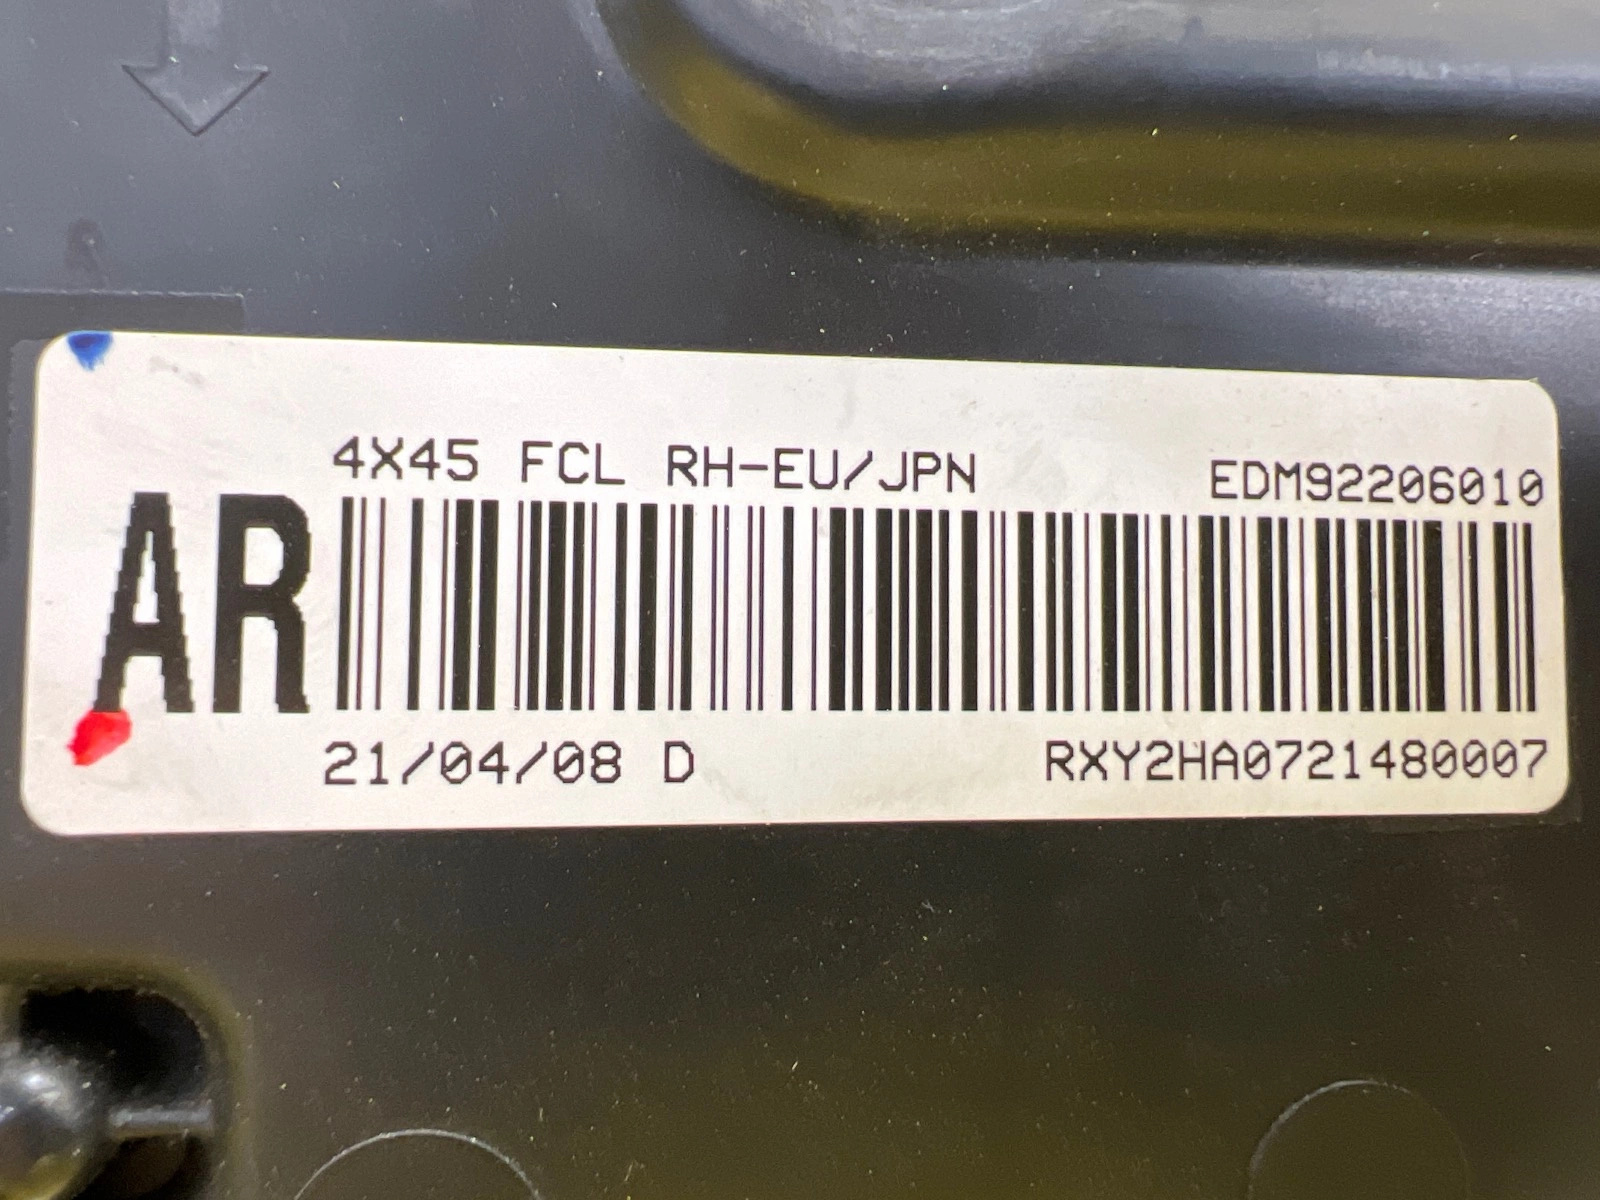 4X45 FCL RH-EU/JPN EDM92206010
AR
21/04/08 D RXY2HA0721480007